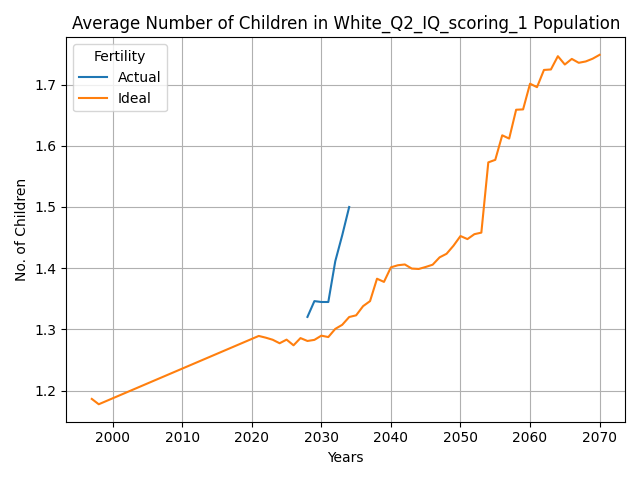 Average Number of Children in White_Q2_IQ_scoring_1 Population
Fertility
Actual
Ideal
No. of Children
1.7
1.6
1.5
1.4
1.3
1.2
2000 2010 2020 2030 2040 2050 2060 2070
Years